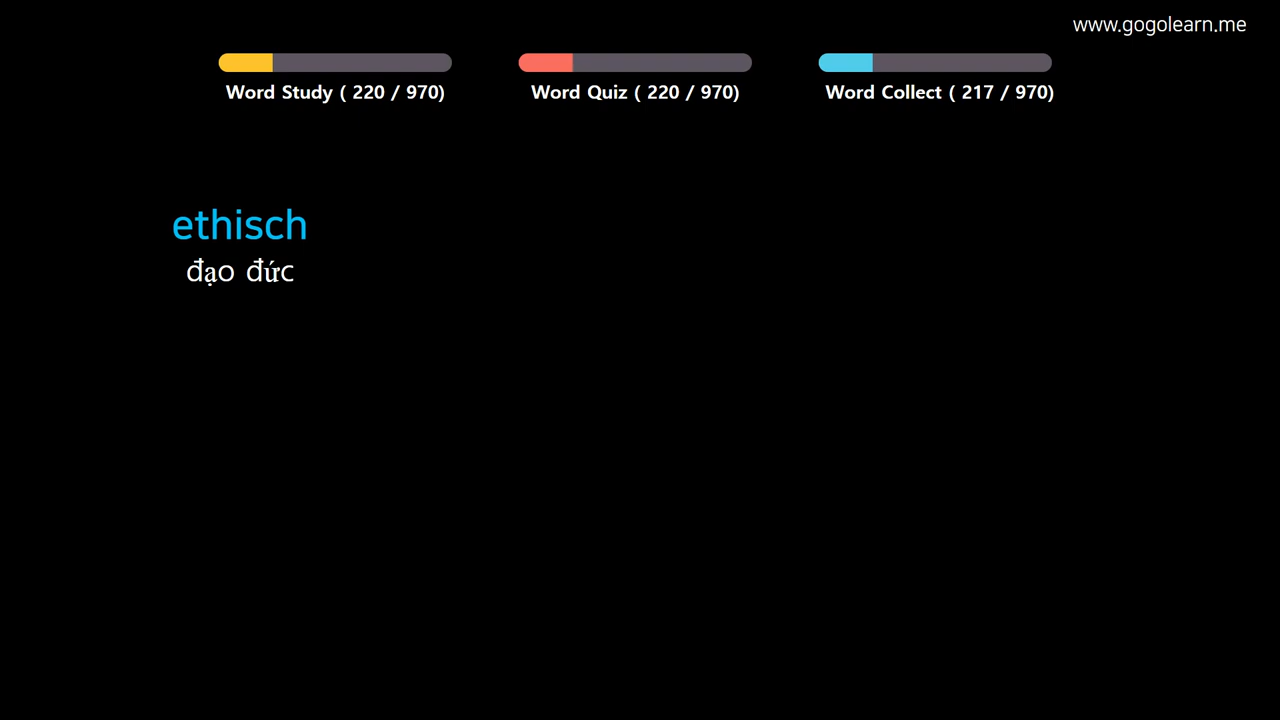 www.gogolearn.me
Word Study ( 220 / 970)
Word Quiz ( 220 / 970)
Word Collect ( 217 / 970)
ethisch
đạo đức